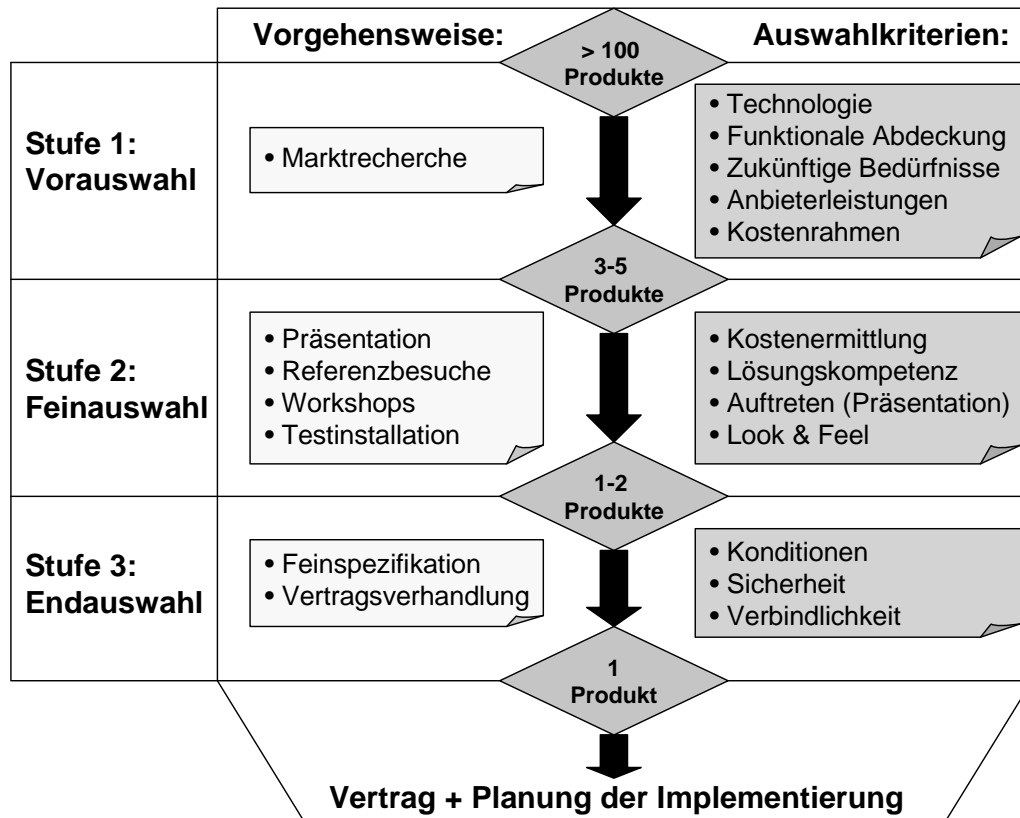 Vorgehensweise:
> 100
Produkte
Auswahlkriterien:
Stufe 1:
Vorauswahl
• Marktrecherche
• Technologie
• Funktionale Abdeckung
• Zukünftige Bedürfnisse
• Anbieterleistungen
• Kostenrahmen
3-5
Produkte
Stufe 2:
Feinauswahl
• Präsentation
• Referenzbesuche
• Workshops
• Testinstallation
• Kostenermittlung
• Lösungskompetenz
• Auftreten (Präsentation)
• Look & Feel
1-2
Produkte
Stufe 3:
Endauswahl
• Feinspezifikation
• Vertragsverhandlung
• Konditionen
• Sicherheit
• Verbindlichkeit
1
Produkt
Vertrag + Planung der Implementierung